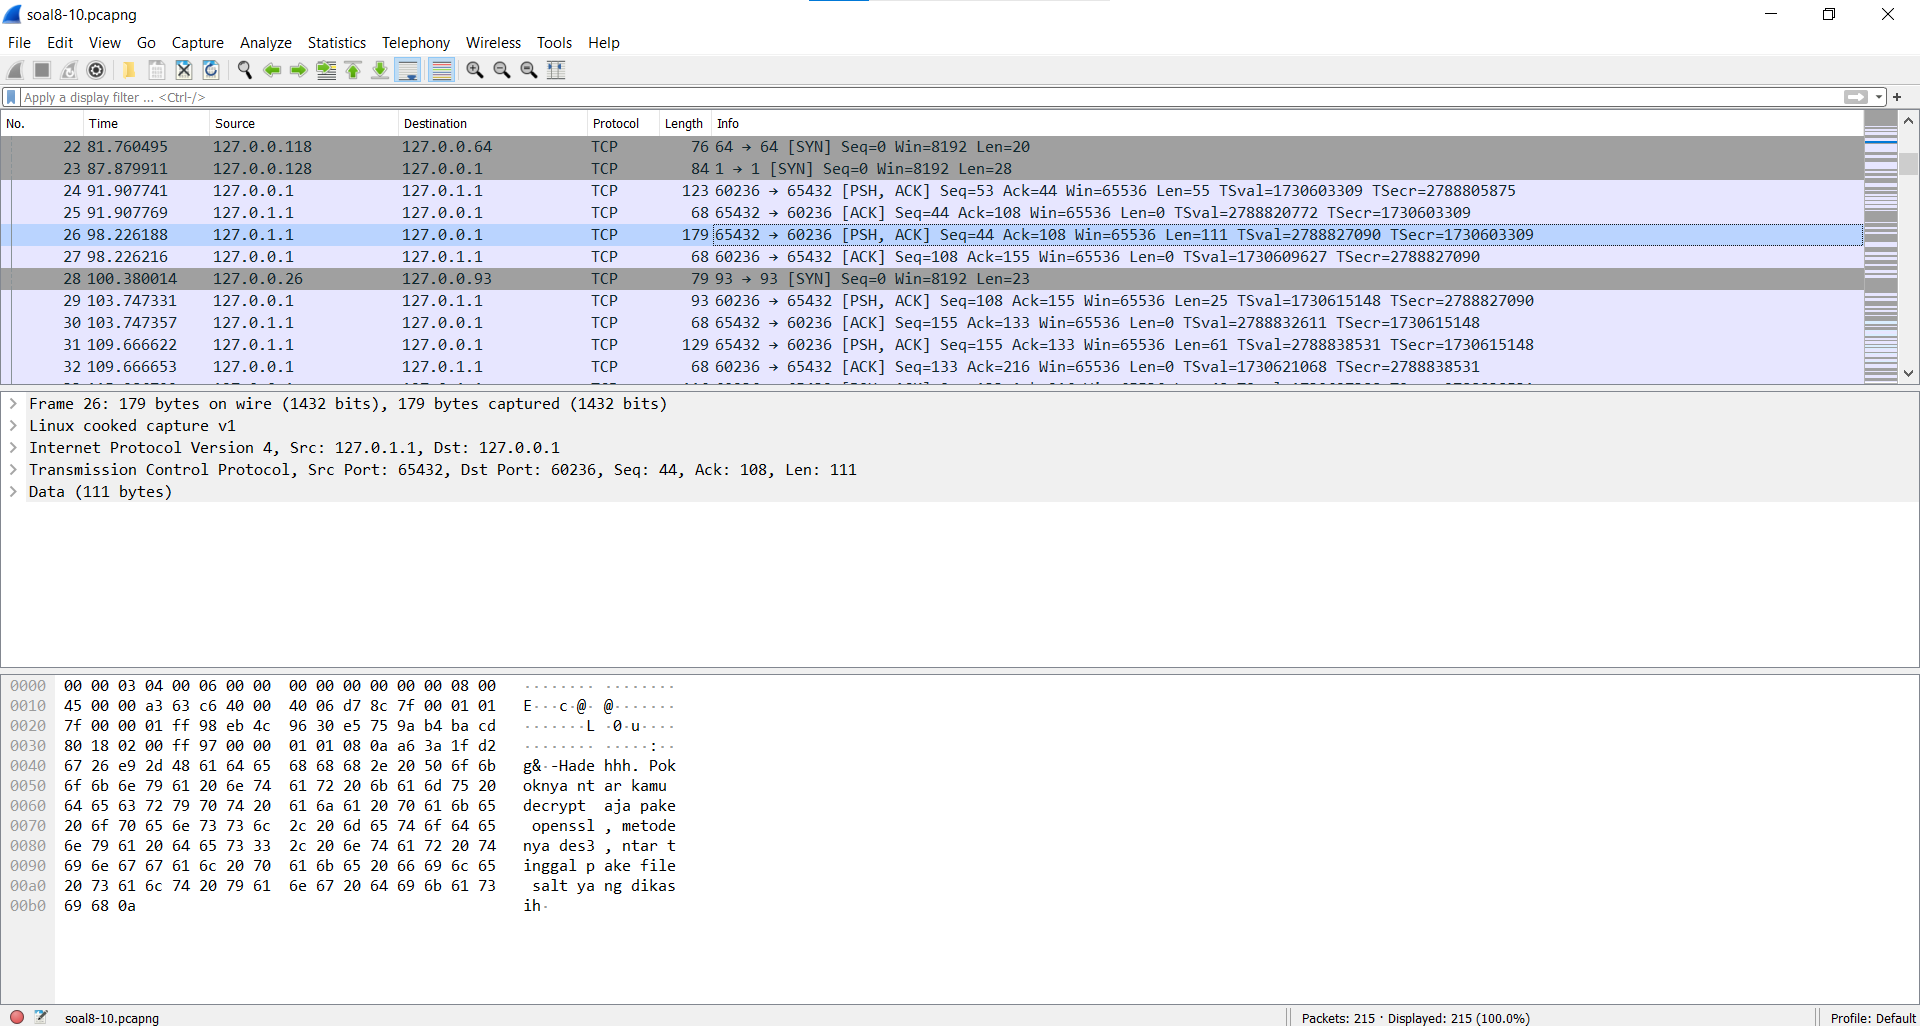 soal8-10.pcapng
File Edit View Go Capture Analyze Statistics Telephony Wireless Tools Help
Apply a display filter ... <Ctrl-/>
No. Time Source Destination Protocol Length Info
22 81.760495 127.0.0.118 127.0.0.64 TCP 76 64 → 64 [SYN] Seq=0 Win=8192 Len=20
23 87.879911 127.0.0.128 127.0.0.1 TCP 84 1 → 1 [SYN] Seq=0 Win=8192 Len=28
24 91.907741 127.0.0.1 127.0.1.1 TCP 123 60236 → 65432 [PSH, ACK] Seq=53 Ack=44 Win=65536 Len=55 TSval=1730603309 TSecr=2788805875
25 91.907769 127.0.1.1 127.0.0.1 TCP 68 65432 → 60236 [ACK] Seq=44 Ack=108 Win=65536 Len=0 TSval=2788820772 TSecr=1730603309
26 98.226188 127.0.1.1 127.0.0.1 TCP 179 65432 → 60236 [PSH, ACK] Seq=44 Ack=108 Win=65536 Len=111 TSval=2788827090 TSecr=1730603309
27 98.226216 127.0.0.1 127.0.1.1 TCP 68 60236 → 65432 [ACK] Seq=108 Ack=155 Win=65536 Len=0 TSval=1730609627 TSecr=2788827090
28 100.380014 127.0.0.26 127.0.0.93 TCP 79 93 → 93 [SYN] Seq=0 Win=8192 Len=23
29 103.747331 127.0.0.1 127.0.1.1 TCP 93 60236 → 65432 [PSH, ACK] Seq=108 Ack=155 Win=65536 Len=25 TSval=1730615148 TSecr=2788827090
30 103.747357 127.0.1.1 127.0.0.1 TCP 68 65432 → 60236 [ACK] Seq=155 Ack=133 Win=65536 Len=0 TSval=2788832611 TSecr=1730615148
31 109.666622 127.0.1.1 127.0.0.1 TCP 129 65432 → 60236 [PSH, ACK] Seq=155 Ack=133 Win=65536 Len=61 TSval=2788838531 TSecr=1730615148
32 109.666653 127.0.0.1 127.0.1.1 TCP 68 60236 → 65432 [ACK] Seq=133 Ack=216 Win=65536 Len=0 TSval=1730621068 TSecr=2788838531
Frame 26: 179 bytes on wire (1432 bits), 179 bytes captured (1432 bits)
Linux cooked capture v1
Internet Protocol Version 4, Src: 127.0.1.1, Dst: 127.0.0.1
Transmission Control Protocol, Src Port: 65432, Dst Port: 60236, Seq: 44, Ack: 108, Len: 111
Data (111 bytes)
0000 00 00 03 04 00 06 00 00 00 00 00 00 00 00 08 00 ········ ········
0010 45 00 00 a3 63 c6 40 00 40 06 d7 8c 7f 00 01 01 E···c·@· @·······
0020 7f 00 00 01 ff 98 eb 4c 96 30 e5 75 9a b4 ba cd ·······L ·0·u····
0030 80 18 02 00 ff 97 00 00 01 01 08 0a a6 3a 1f d2 ········ ·····:··
0040 67 26 e9 2d 48 61 64 65 68 68 68 2e 20 50 6f 6b g&·-Hade hhh. Pok
0050 6f 6b 6e 79 61 20 6e 74 61 72 20 6b 61 6d 75 20 oknya nt ar kamu
0060 64 65 63 72 79 70 74 20 61 6a 61 20 70 61 6b 65 decrypt aja pake
0070 20 6f 70 65 6e 73 73 6c 2c 20 6d 65 74 6f 64 65 openssl , metode
0080 6e 79 61 20 64 65 73 33 2c 20 6e 74 61 72 20 74 nya des3 , ntar t
0090 69 6e 67 67 61 6c 20 70 61 6b 65 20 66 69 6c 65 inggal p ake file
00a0 20 73 61 6c 74 20 79 61 6e 67 20 64 69 6b 61 73 salt ya ng dikas
00b0 69 68 0a ih·
soal8-10.pcapng Packets: 215 · Displayed: 215 (100.0%) Profile: Default